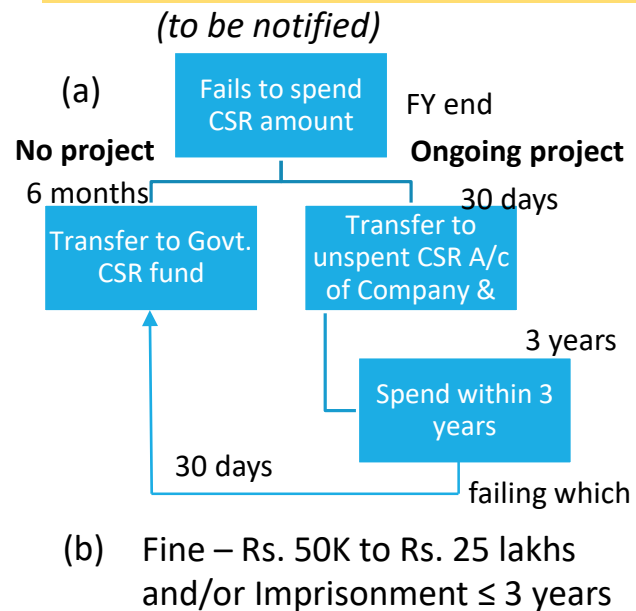 (to be notified)
(a)
Fails to spend
CSR amount
FY end
No project
Ongoing project
6 months
30 days
Transfer to Govt.
CSR fund
Transfer to
unspent CSR A/c
of Company &
3 years
Spend within 3
years
30 days
failing which
(b) Fine – Rs. 50K to Rs. 25 lakhs
and/or Imprisonment ≤ 3 years